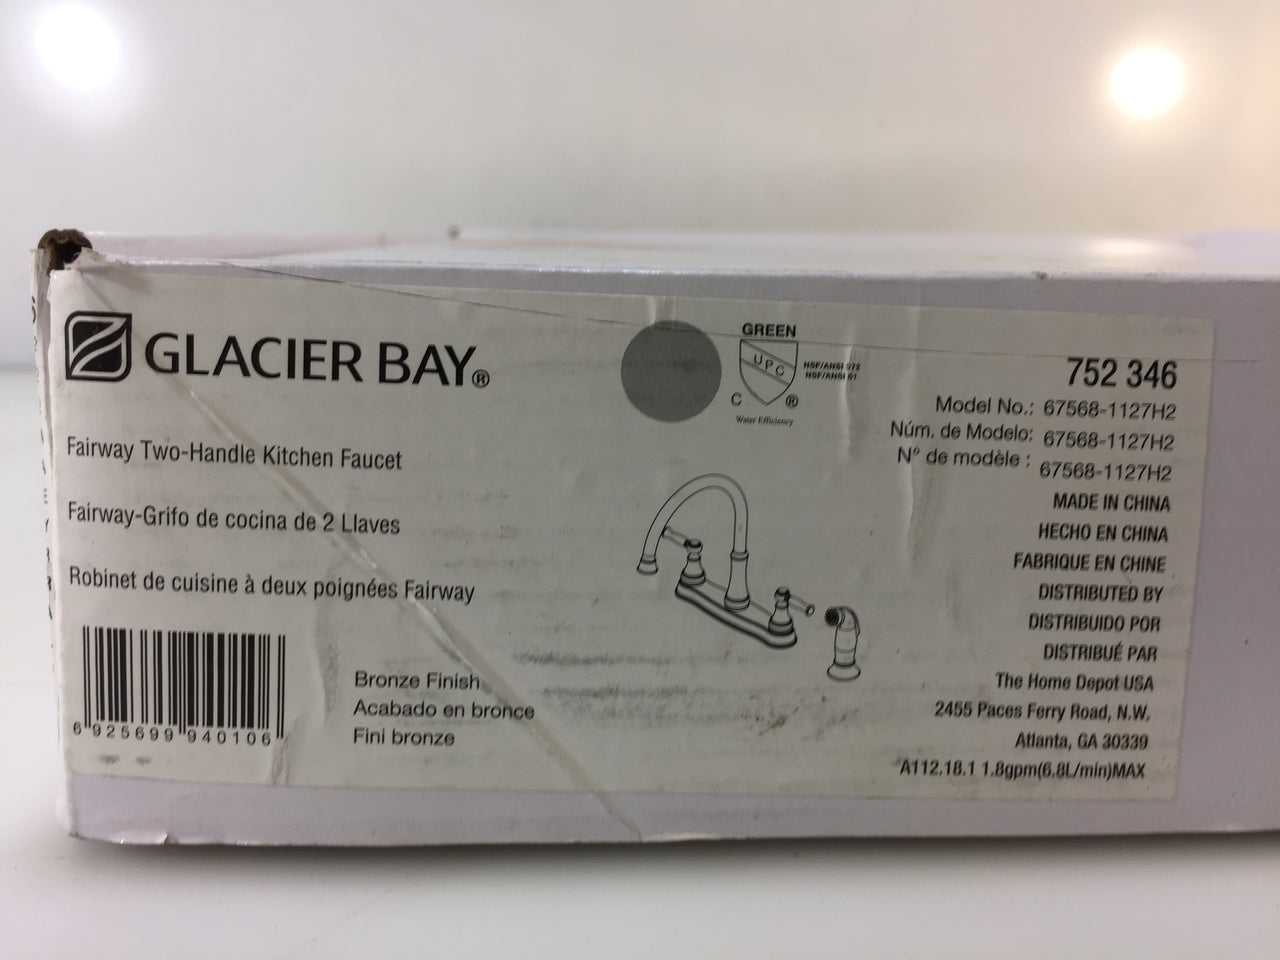 GLACIER BAY®
Fairway Two-Handle Kitchen Faucet
Fairway-Grifo de cocina de 2 Llaves
Robinet de cuisine à deux poignées Fairway
6 925699 940106
Bronze Finish
Acabado en bronce
Fini bronze
GREEN
UPC
C ®
NSF/ANSI 372
NSF/ANSI 61
Water Efficiency
752 346
Model No.: 67568-1127H2
Núm. de Modelo: 67568-1127H2
N° de modèle : 67568-1127H2
MADE IN CHINA
HECHO EN CHINA
FABRIQUE EN CHINE
DISTRIBUTED BY
DISTRIBUIDO POR
DISTRIBUÉ PAR
The Home Depot USA
2455 Paces Ferry Road, N.W.
Atlanta, GA 30339
A112.18.1 1.8gpm(6.8L/min)MAX